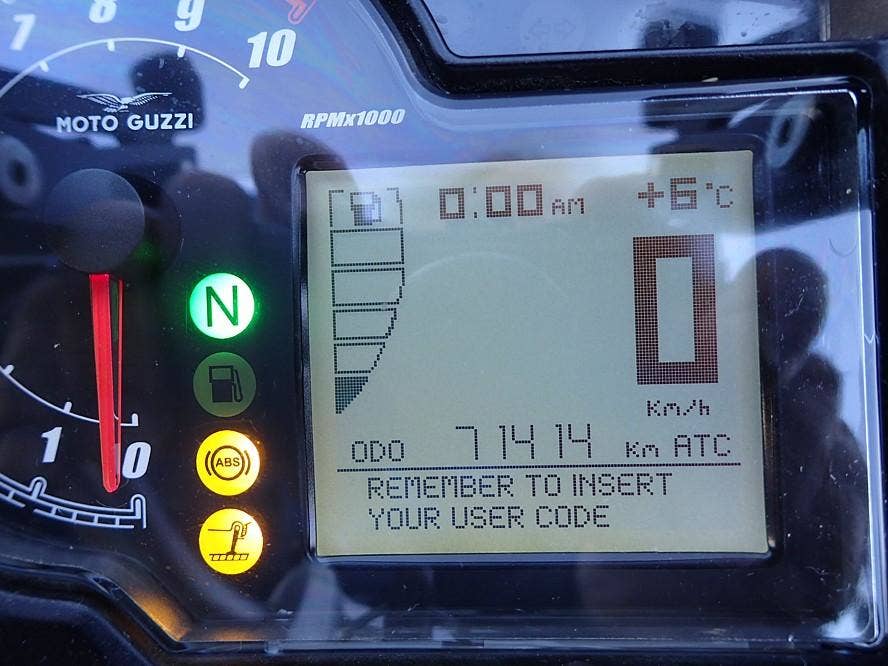 7
8
9
10
MOTO GUZZI
RPMx1000
0:00 AM
+6°C
N
0
Km/h
ABS
1
0
ODO 71414 Km ATC
REMEMBER TO INSERT
YOUR USER CODE